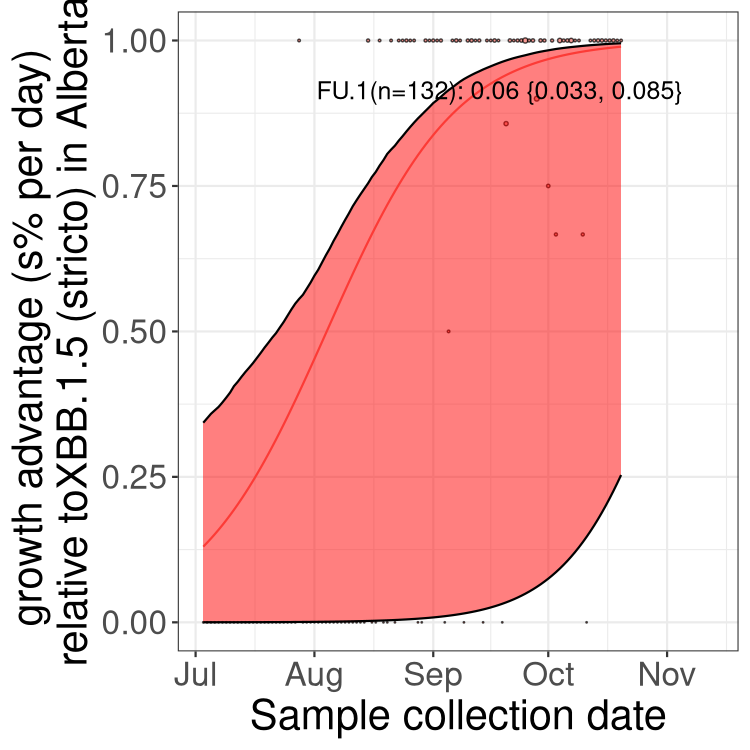 growth advantage (s% per day)
relative toXBB.1.5 (stricto) in Alberta
1.00
0.75
0.50
0.25
0.00
FU.1(n=132): 0.06 {0.033, 0.085}
Jul Aug Sep Oct Nov
Sample collection date